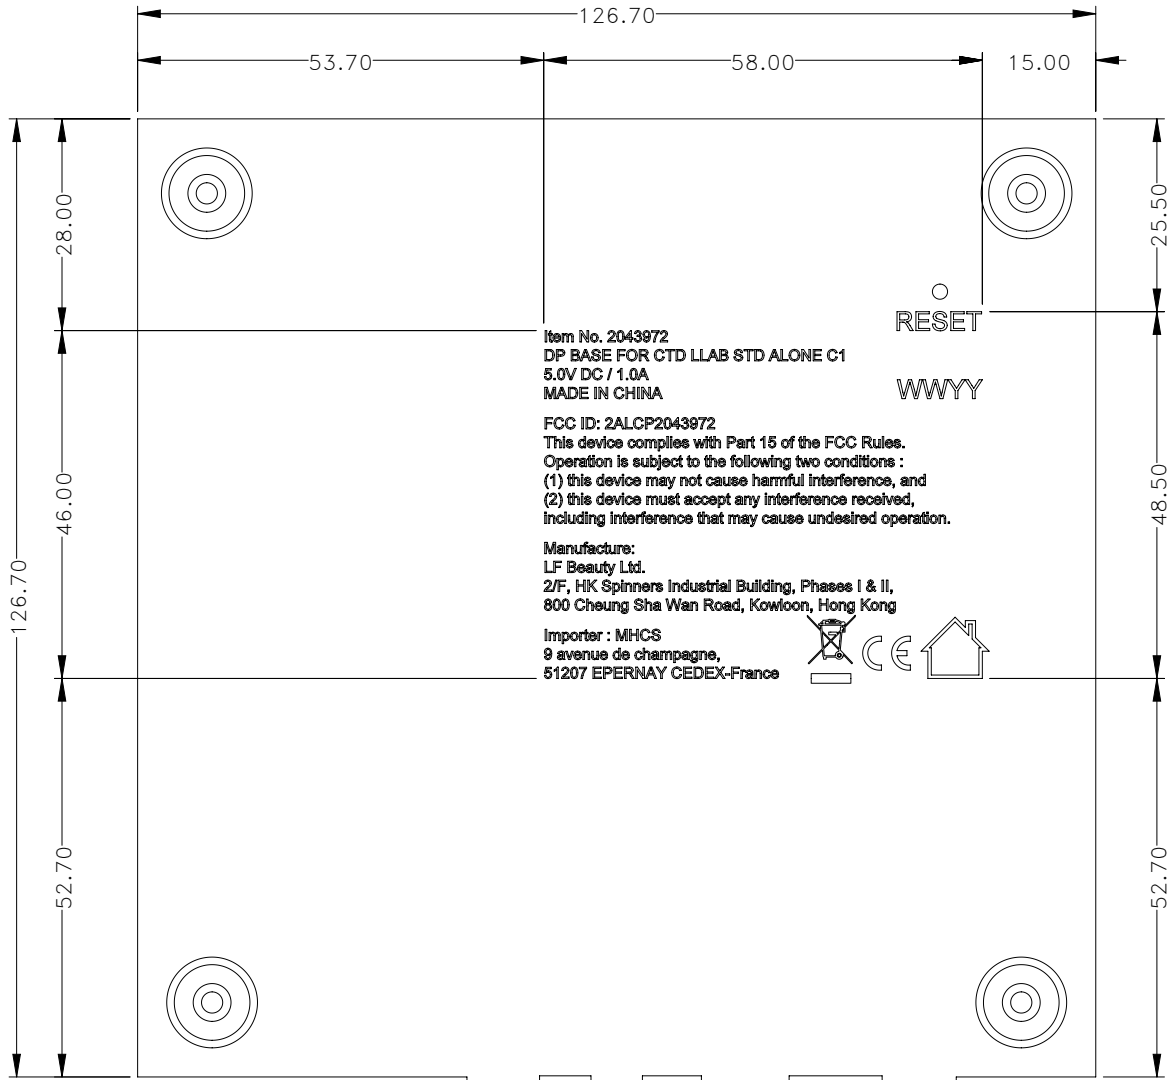 126.70
53.70
58.00
15.00
28.00
25.50
RESET
Item No. 2043972
DP BASE FOR CTD LLAB STD ALONE C1
5.0V DC / 1.0A
MADE IN CHINA
WWYY
FCC ID: 2ALCP2043972
This device complies with Part 15 of the FCC Rules.
Operation is subject to the following two conditions :
(1) this device may not cause harmful interference, and
(2) this device must accept any interference received,
including interference that may cause undesired operation.
46.00
48.50
126.70
Manufacture:
LF Beauty Ltd.
2/F, HK Spinners Industrial Building, Phases I & II,
800 Cheung Sha Wan Road, Kowloon, Hong Kong
Importer : MHCS
9 avenue de champagne,
51207 EPERNAY CEDEX-France
CE
52.70
52.70